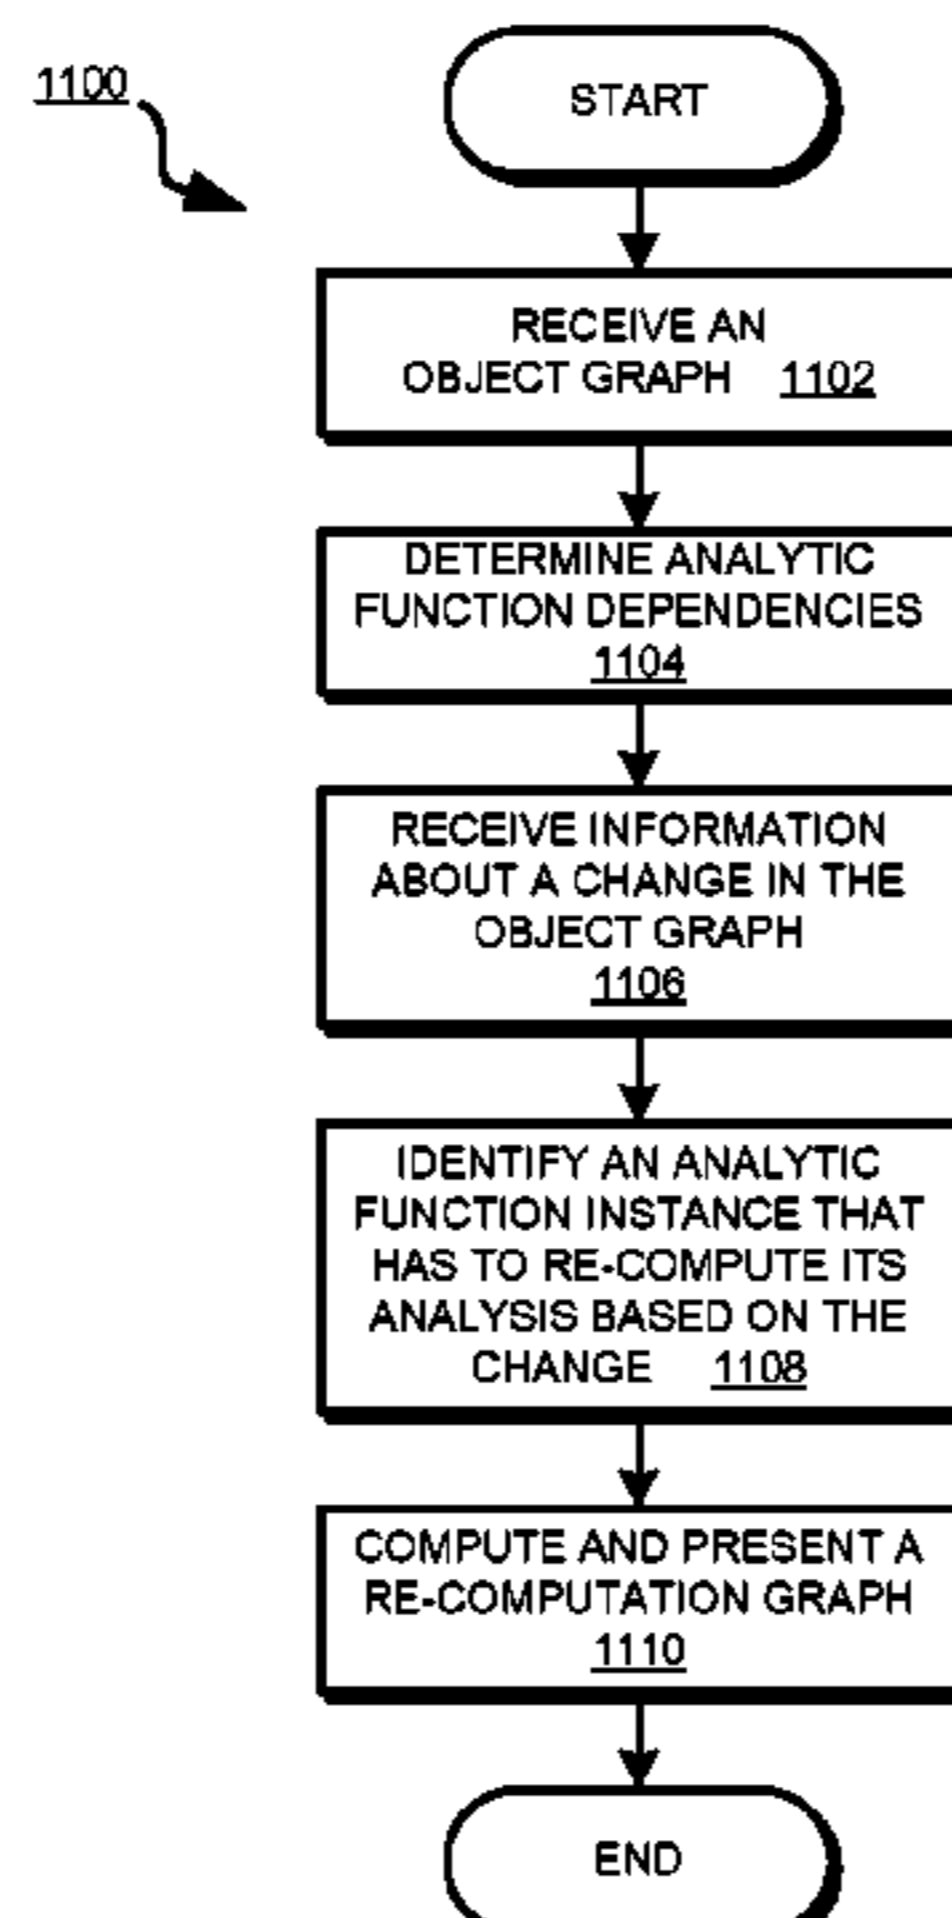 1100
START
RECEIVE AN
OBJECT GRAPH 1102
DETERMINE ANALYTIC
FUNCTION DEPENDENCIES
1104
RECEIVE INFORMATION
ABOUT A CHANGE IN THE
OBJECT GRAPH
1106
IDENTIFY AN ANALYTIC
FUNCTION INSTANCE THAT
HAS TO RE-COMPUTE ITS
ANALYSIS BASED ON THE
CHANGE 1108
COMPUTE AND PRESENT A
RE-COMPUTATION GRAPH
1110
END